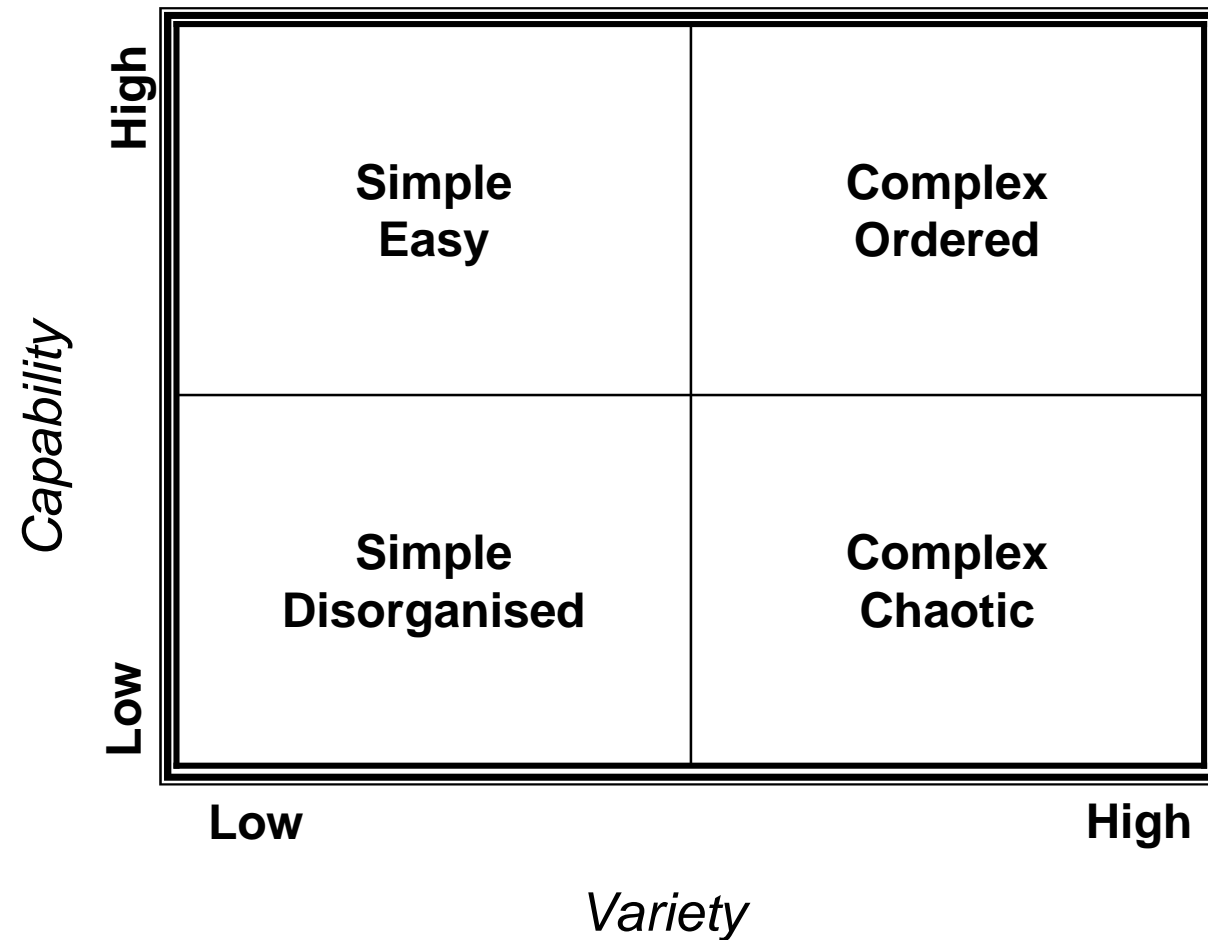 High
Simple
Easy
Complex
Ordered
Capability
Simple
Disorganised
Complex
Chaotic
Low
Low
High
Variety